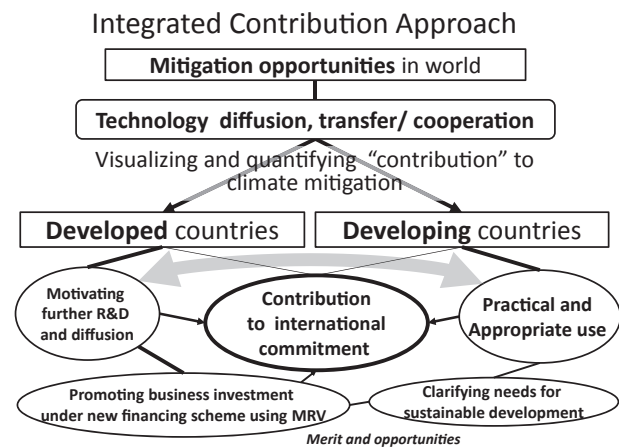 Integrated Contribution Approach
Mitigation opportunities in world
Technology diffusion, transfer/ cooperation
Visualizing and quantifying “contribution” to
climate mitigation
Developed countries
Developing countries
Motivating
further R&D
and diffusion
Contribution
to international
commitment
Practical and
Appropriate use
Promoting business investment
under new financing scheme using MRV
Clarifying needs for
sustainable development
Merit and opportunities